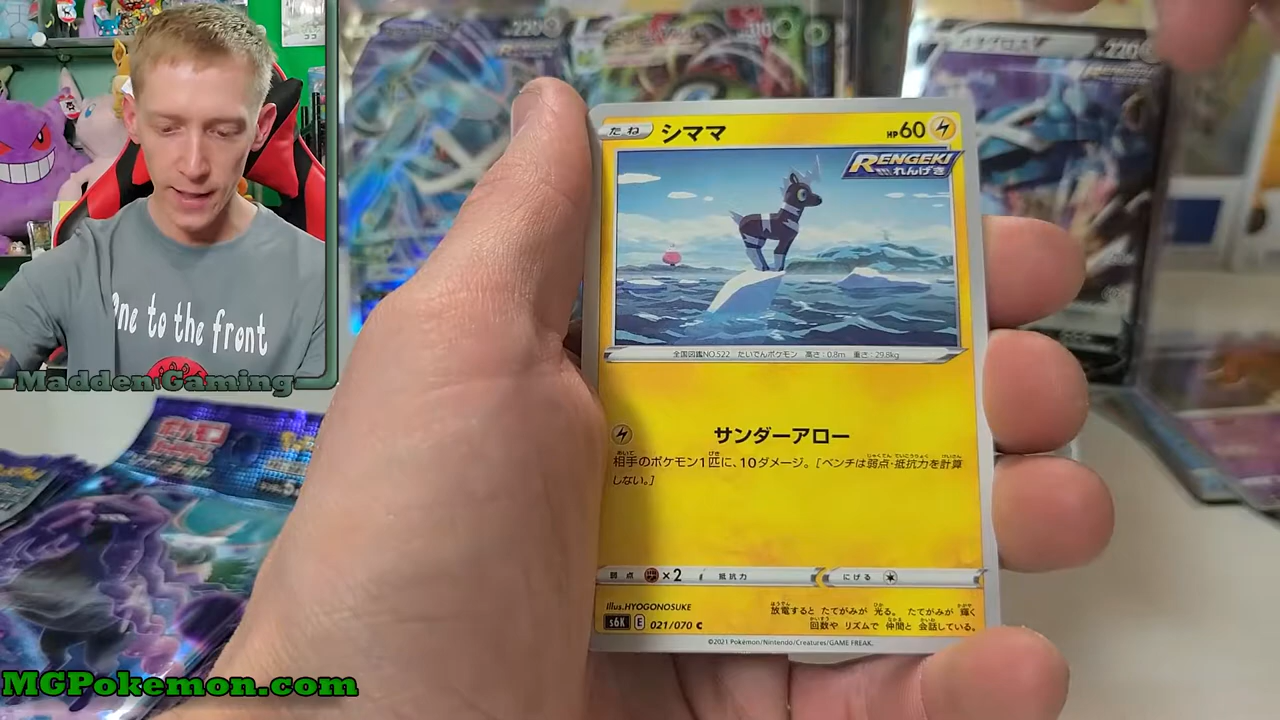 One to the front
Madden Gaming
MGPokemon.com
220
310
220
たね シママ HP60
RENGEKI
れんげき
全国図鑑NO.522 たいでんポケモン 高さ:0.8m 重さ:29.8kg
サンダーアロー
相手のポケモン1匹に、10ダメージ。[ベンチは弱点・抵抗力を計算
しない。]
弱点 ×2 抵抗力 にげる
Illus.HYOGONOSUKE
s6K E 021/070 C
放電すると たてがみが 光る。たてがみが 輝く
回数や リズムで 仲間と 会話している。
©2021 Pokémon/Nintendo/Creatures/GAME FREAK.